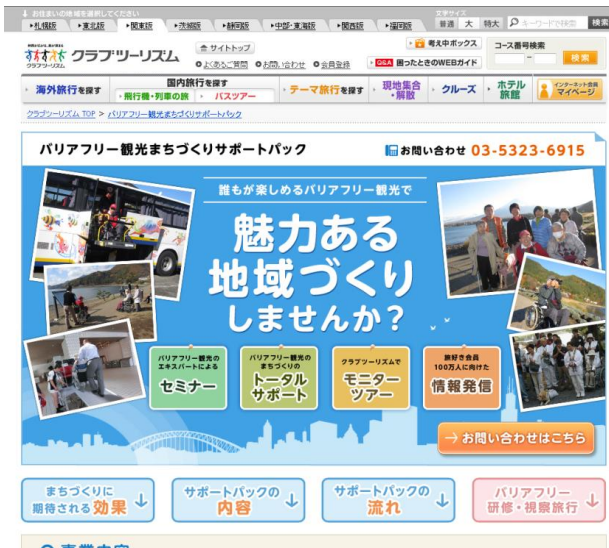 お住まいの地域を選択してください
文字サイズ
札幌版 東北版 関東版 茨城版 静岡版 中部・東海版 関西版 福岡版
普通 大 特大 キーワードで検索 検索
クラブツーリズム
サイトトップ
よくあるご質問 お問い合わせ 会員登録
考え中ボックス
Q&A 困ったときのWEBガイド
コース番号検索
- 検索
海外旅行を探す
国内旅行を探す
飛行機・列車の旅 バスツアー
テーマ旅行を探す
現地集合・解散
クルーズ
ホテル旅館
インターネット会員
マイページ
クラブツーリズム TOP > バリアフリー観光まちづくりサポートパック
バリアフリー観光まちづくりサポートパック
お問い合わせ 03-5323-6915
誰もが楽しめるバリアフリー観光で
魅力ある
地域づくり
しませんか?
バリアフリー観光の
エキスパートによる
セミナー
バリアフリー観光の
まちづくりの
トータル
サポート
クラブツーリズムで
モニター
ツアー
旅好き会員
100万人に向けた
情報発信
→お問い合わせはこちら
まちづくりに
期待される効果
サポートパックの
内容
サポートパックの
流れ
バリアフリー
研修・視察旅行
事業内容